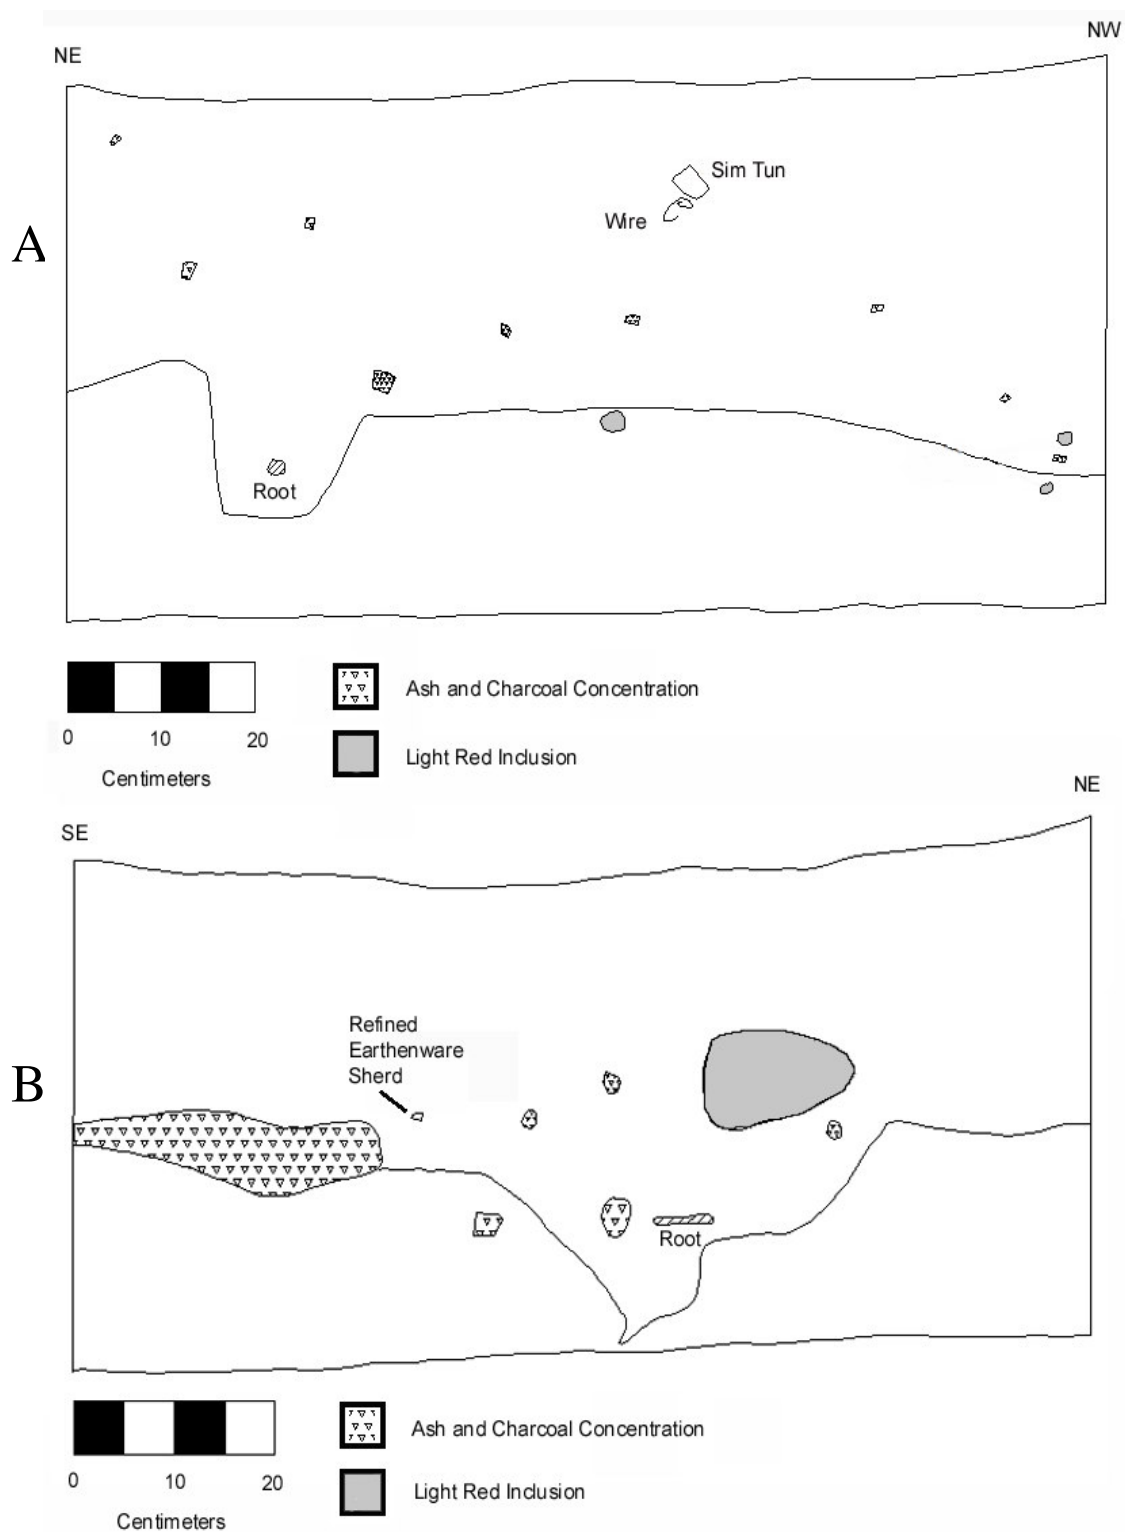 NE
NW
A
Sim Tun
Wire
Root
Ash and Charcoal Concentration
Light Red Inclusion
0 10 20
Centimeters
SE
NE
B
Refined
Earthenware
Sherd
Root
Ash and Charcoal Concentration
Light Red Inclusion
0 10 20
Centimeters